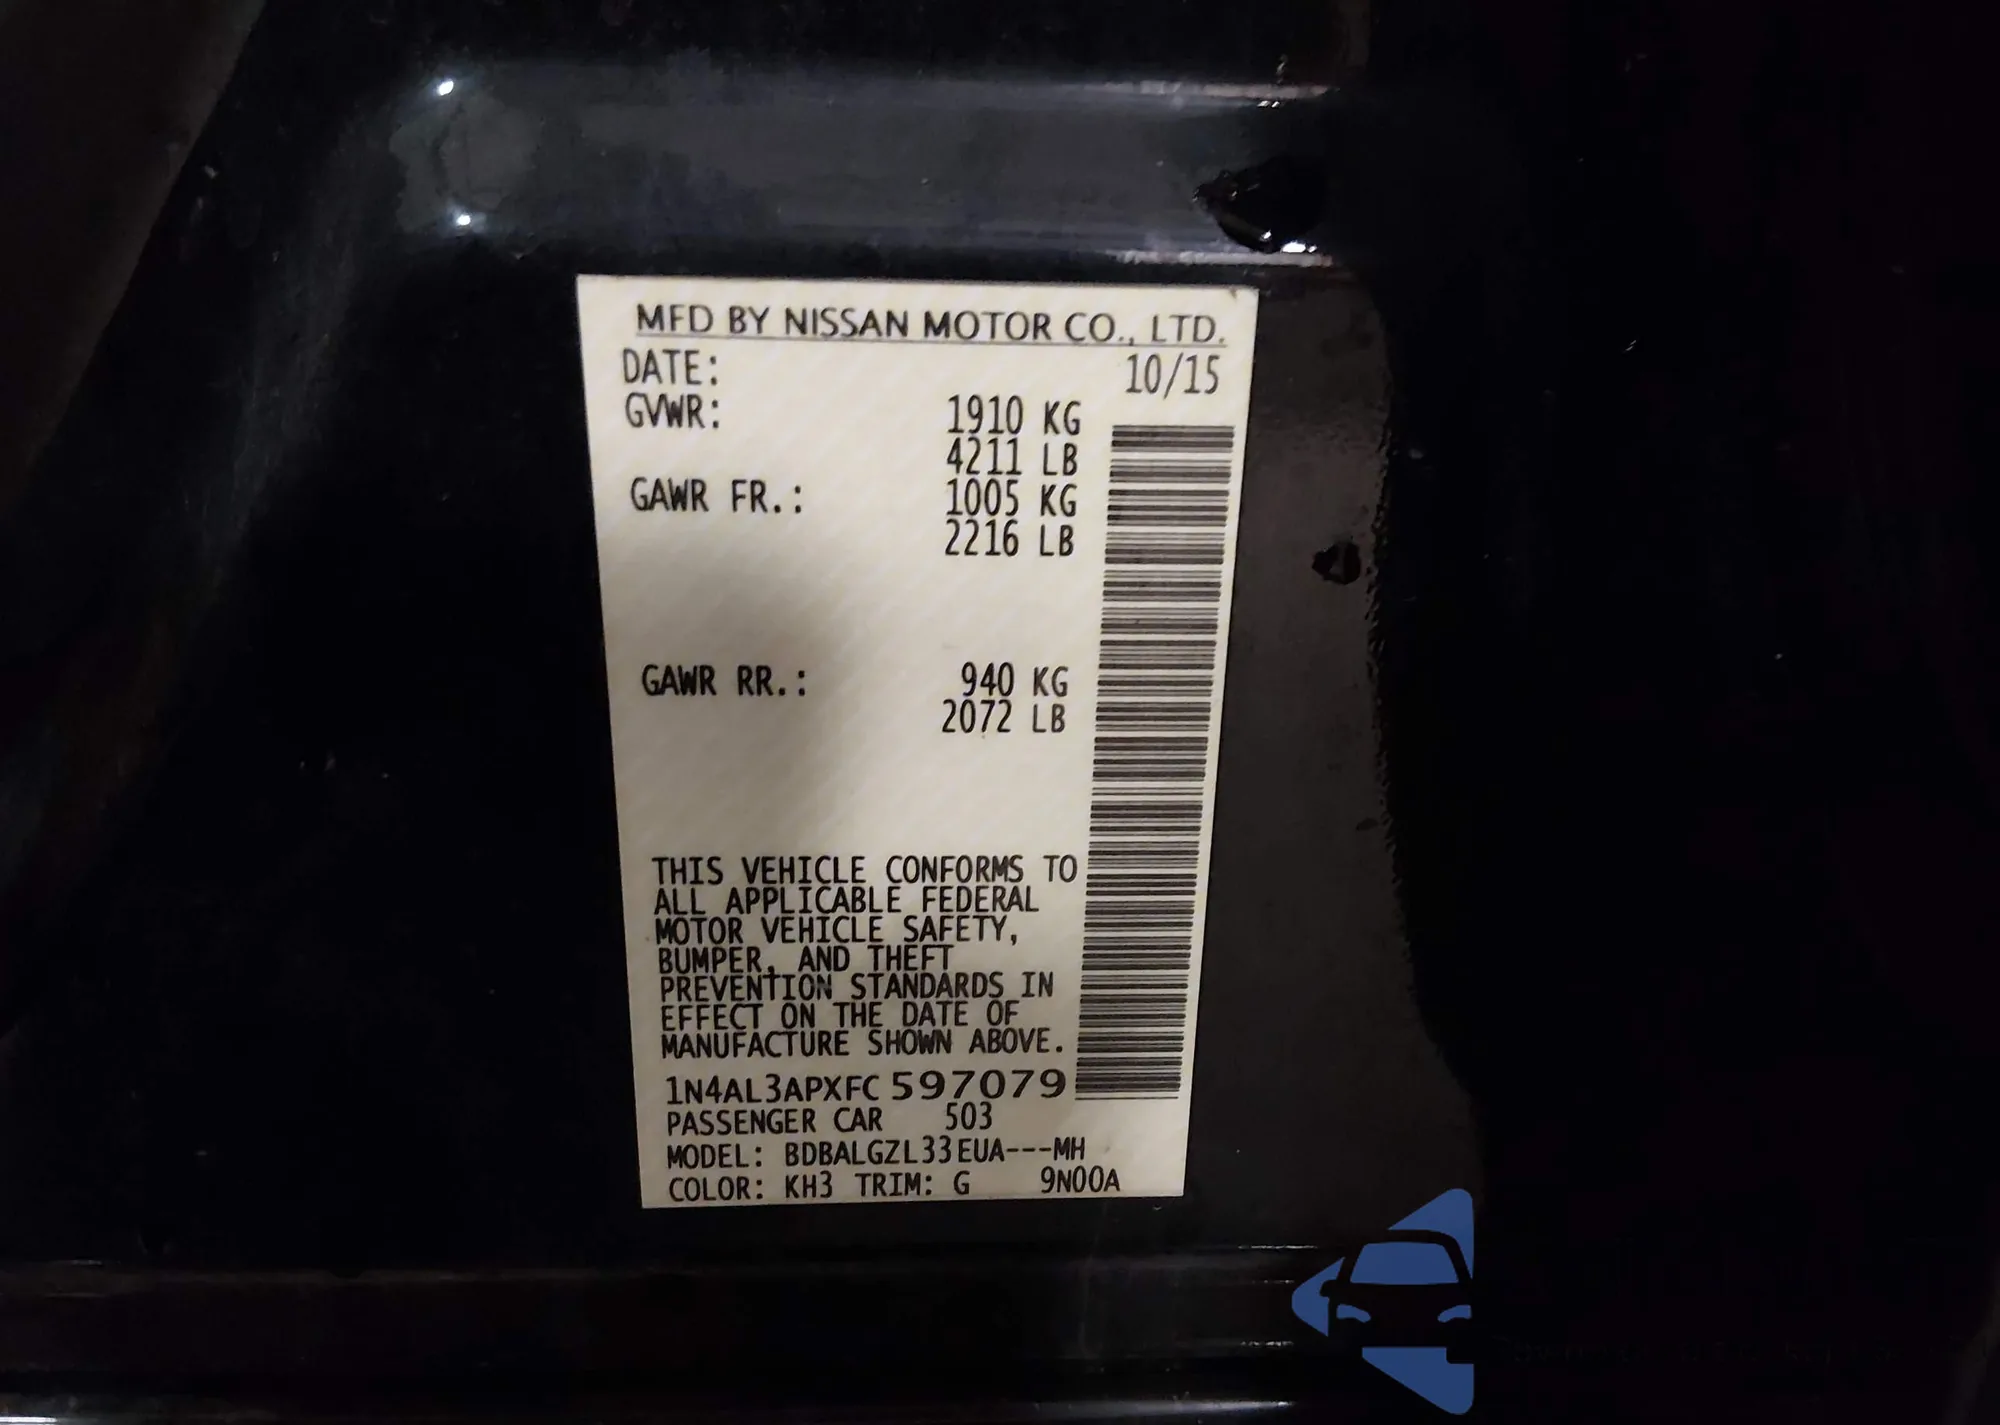 MFD BY NISSAN MOTOR CO., LTD.
DATE: 10/15
GVWR: 1910 KG
4211 LB
GAWR FR.: 1005 KG
2216 LB
GAWR RR.: 940 KG
2072 LB
THIS VEHICLE CONFORMS TO
ALL APPLICABLE FEDERAL
MOTOR VEHICLE SAFETY,
BUMPER, AND THEFT
PREVENTION STANDARDS IN
EFFECT ON THE DATE OF
MANUFACTURE SHOWN ABOVE.
1N4AL3APXFC597079
PASSENGER CAR 503
MODEL: BDBALGZL33EUA---MH
COLOR: KH3 TRIM: G 9N00A